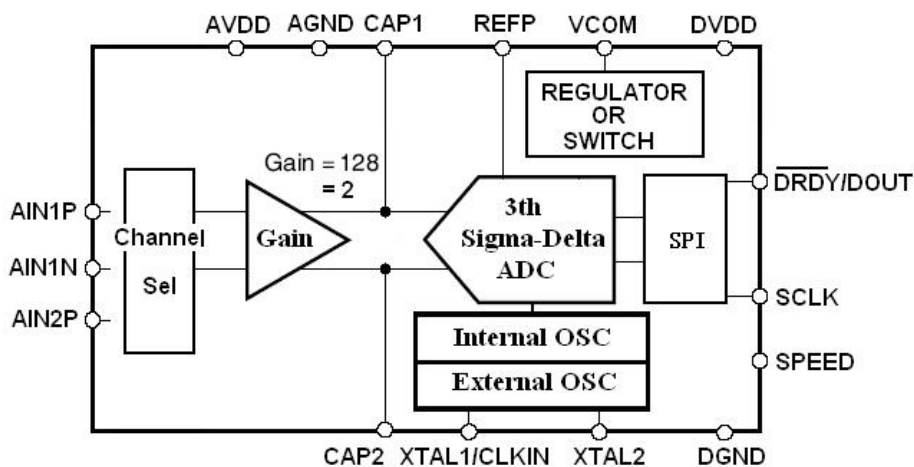 AVDD AGND CAP1 REFP VCOM DVDD
REGULATOR
OR
SWITCH
Gain = 128
= 2
DRDY/DOUT
AIN1P
Channel
Sel
Gain
3th
Sigma-Delta
ADC
SPI
AIN1N
AIN2P
SCLK
Internal OSC
External OSC
SPEED
CAP2 XTAL1/CLKIN XTAL2 DGND